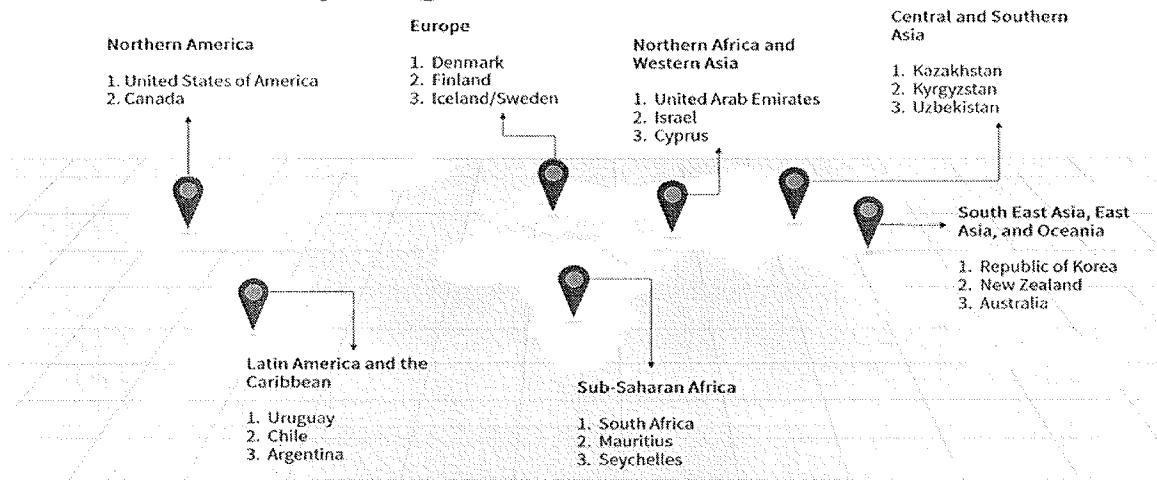 Northern America
1. United States of America
2. Canada
Europe
1. Denmark
2. Finland
3. Iceland/Sweden
Northern Africa and
Western Asia
1. United Arab Emirates
2. Israel
3. Cyprus
Central and Southern
Asia
1. Kazakhstan
2. Kyrgyzstan
3. Uzbekistan
South East Asia, East
Asia, and Oceania
1. Republic of Korea
2. New Zealand
3. Australia
Latin America and the
Caribbean
1. Uruguay
2. Chile
3. Argentina
Sub-Saharan Africa
1. South Africa
2. Mauritius
3. Seychelles